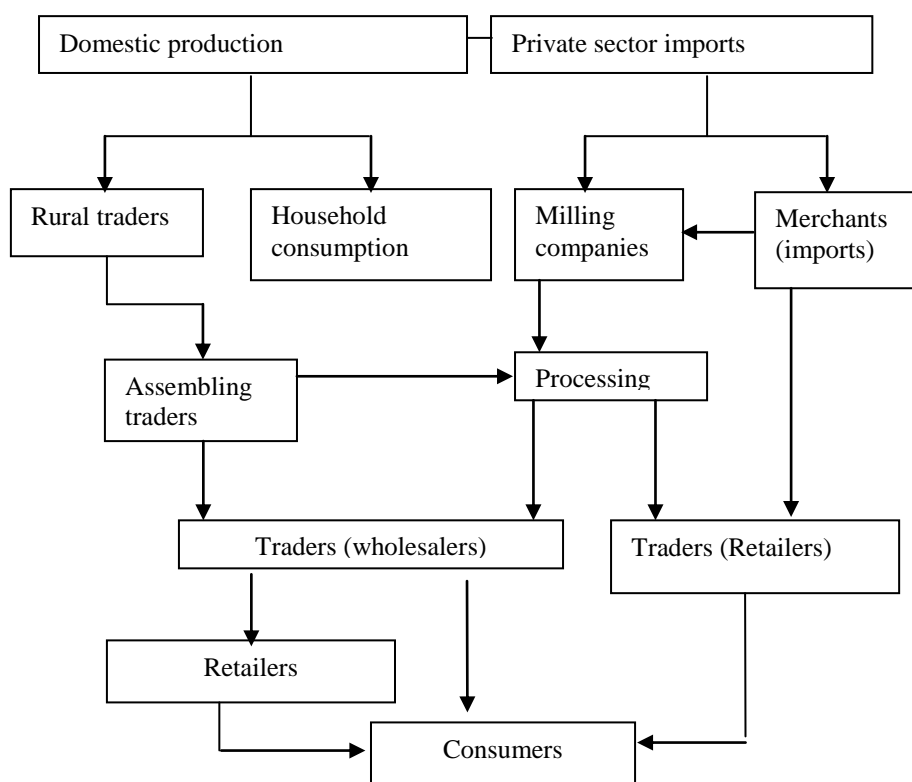 Domestic production
Private sector imports
Rural traders
Household
consumption
Milling
companies
Merchants
(imports)
Assembling
traders
Processing
Traders (wholesalers)
Traders (Retailers)
Retailers
Consumers